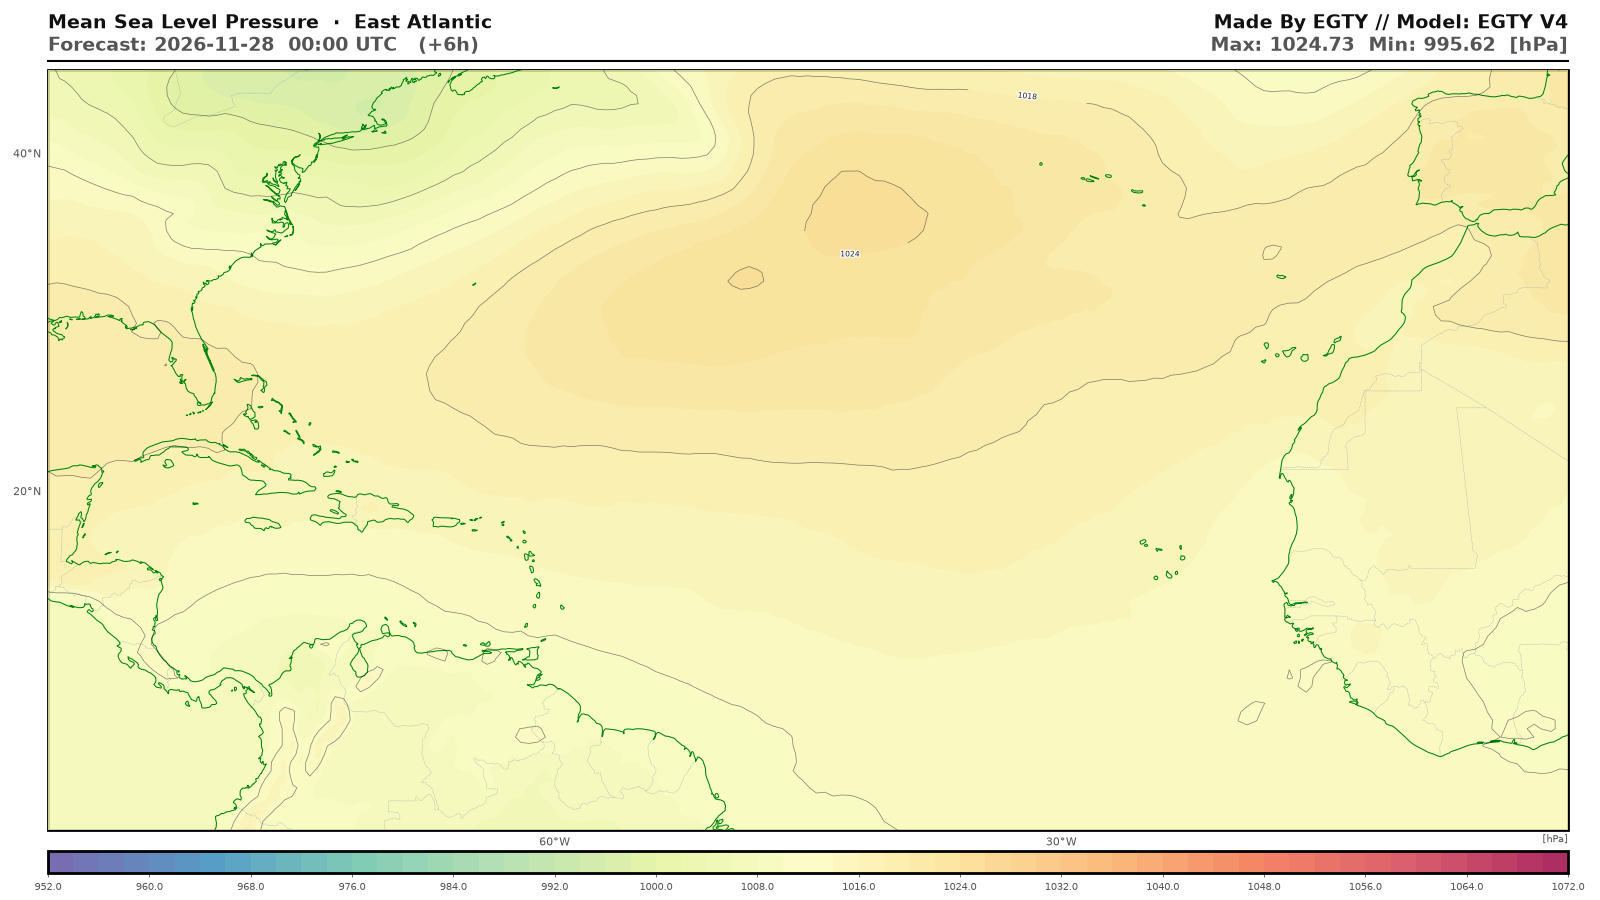 Mean Sea Level Pressure · East Atlantic
Made By EGTY // Model: EGTY V4
Forecast: 2026-11-28 00:00 UTC (+6h)
Max: 1024.73 Min: 995.62 [hPa]
1018
40°N
1024
20°N
60°W
30°W
[hPa]
952.0 960.0 968.0 976.0 984.0 992.0 1000.0 1008.0 1016.0 1024.0 1032.0 1040.0 1048.0 1056.0 1064.0 1072.0